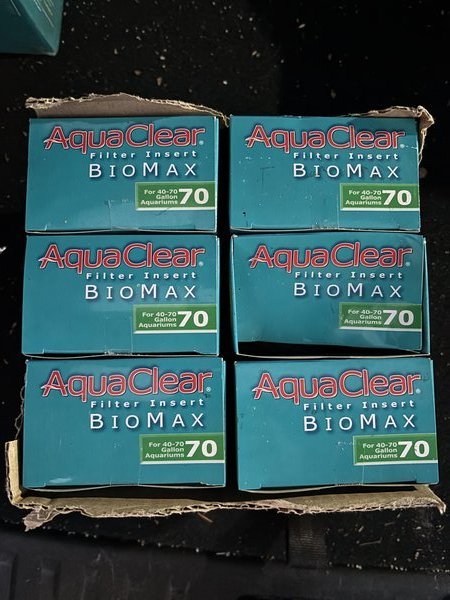 AquaClear®
Filter Insert
BIOMAX
For 40-70
Gallon
Aquariums 70
AquaClear®
Filter Insert
BIOMAX
For 40-70
Gallon
Aquariums 70
AquaClear®
Filter Insert
BIOMAX
For 40-70
Gallon
Aquariums 70
AquaClear®
Filter Insert
BIOMAX
For 40-70
Gallon
Aquariums 70
AquaClear®
Filter Insert
BIOMAX
For 40-70
Gallon
Aquariums 70
AquaClear®
Filter Insert
BIOMAX
For 40-70
Gallon
Aquariums 70